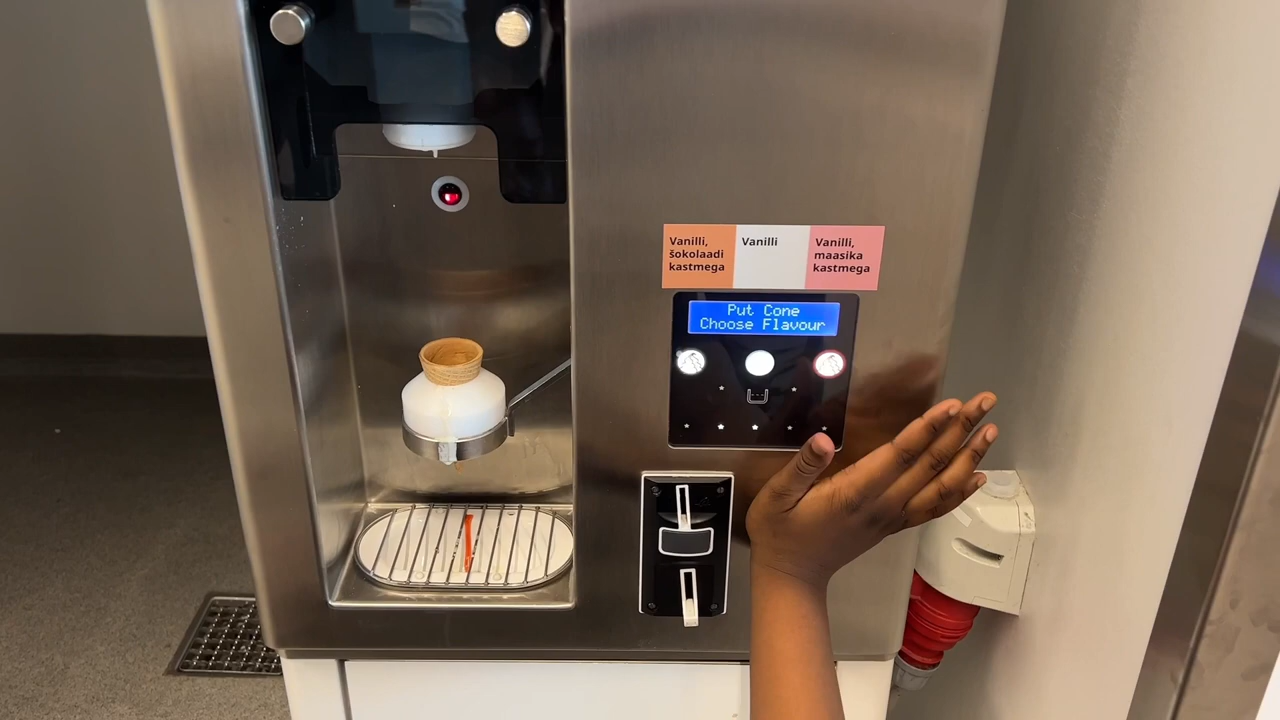 Vanilli,
šokolaadi
kastmega
Vanilli
Vanilli,
maasika
kastmega
Put Cone
Choose Flavour